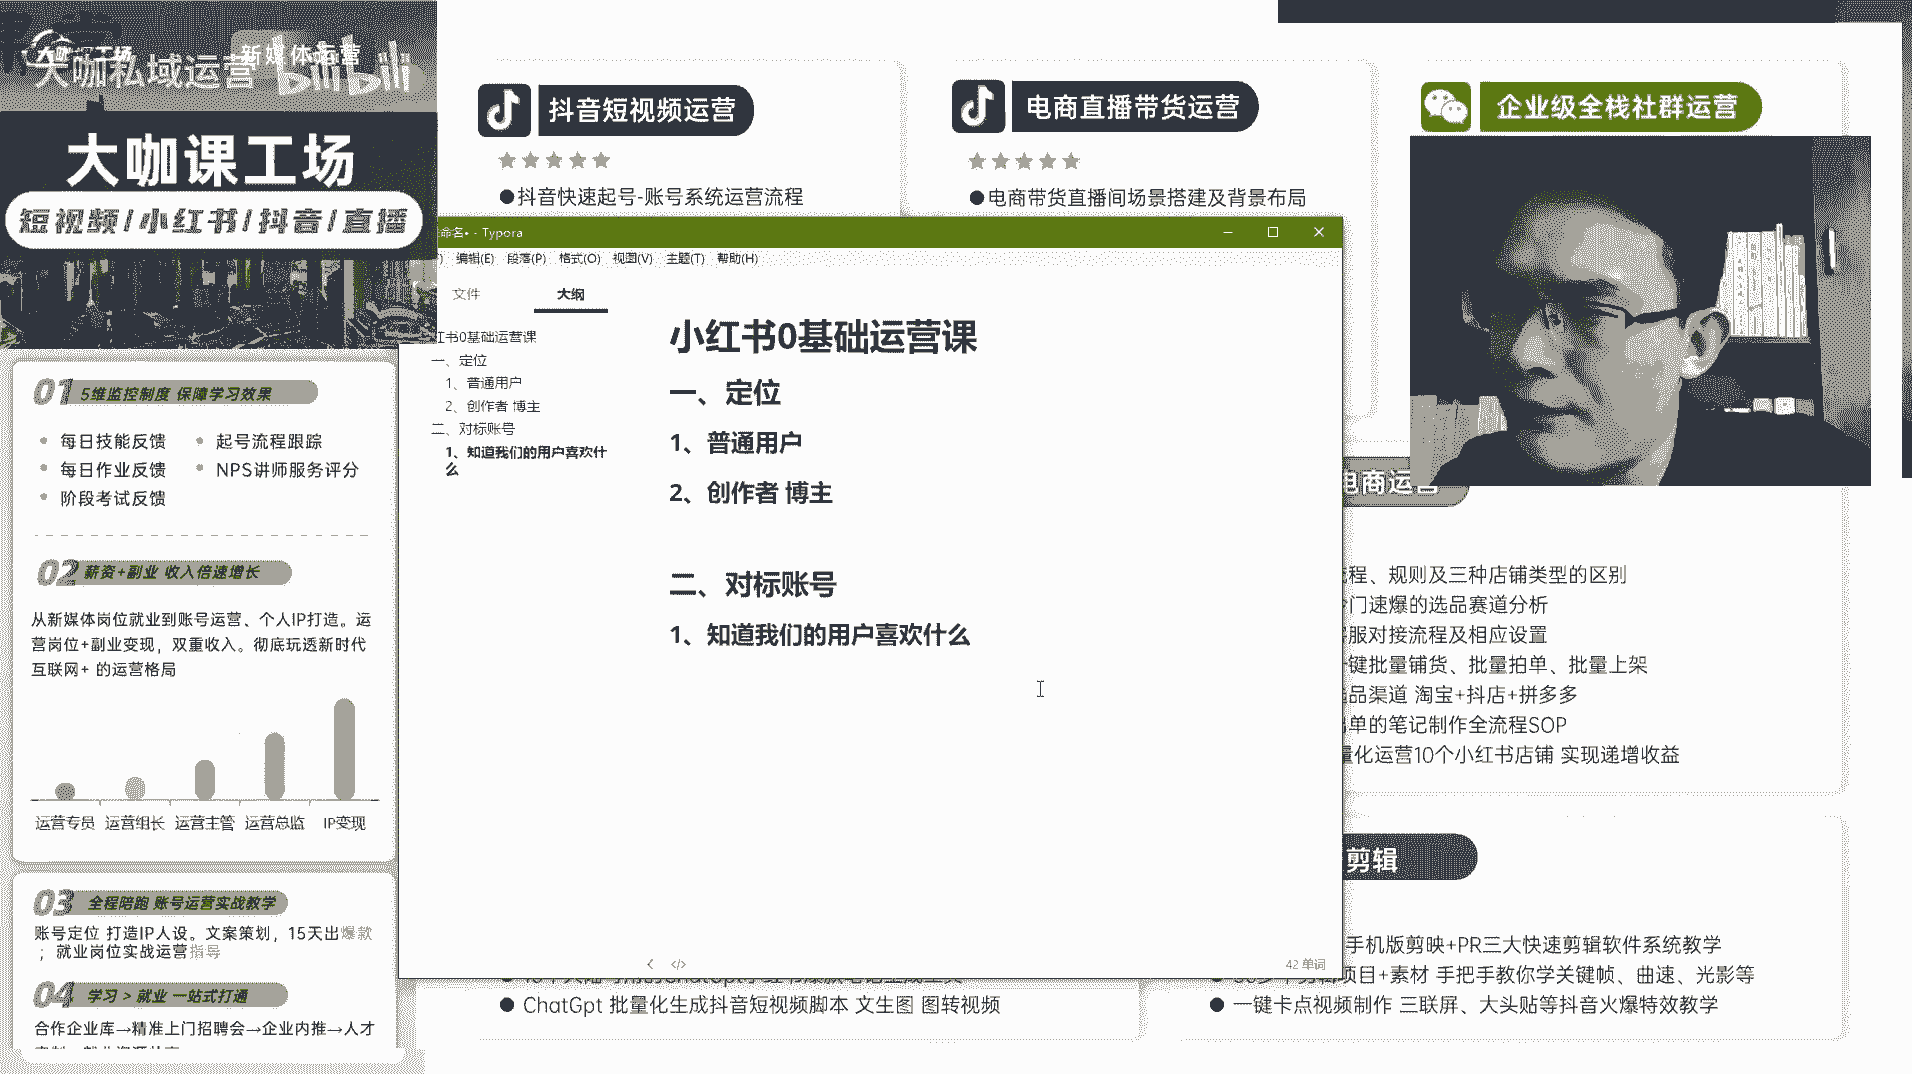 大咖私域运营
新媒体运营
bilibili
大咖课工场
短视频/小红书/抖音/直播
01 5维监控制度 保障学习效果
每日技能反馈
起号流程跟踪
每日作业反馈
NPS讲师服务评分
阶段考试反馈
02 薪资+副业 收入倍速增长
从新媒体岗位就业到账号运营、个人IP打造。运
营岗位+副业变现，双重收入。彻底玩透新时代
互联网+ 的运营格局
运营专员 运营组长 运营主管 运营总监 IP变现
03 全程陪跑 账号运营实战教学
账号定位 打造IP人设。文案策划，15天出爆款
；就业岗位实战运营指导
04 学习 > 就业 一站式打通
合作企业库→精准上门招聘会→企业内推→人才
抖音短视频运营
●抖音快速起号-账号系统运营流程
电商直播带货运营
●电商带货直播间场景搭建及背景布局
企业级全栈社群运营
命名• - Typora
编辑(E) 段落(P) 格式(O) 视图(V) 主题(T) 帮助(H)
文件 大纲
红书0基础运营课
一、定位
1、普通用户
2、创作者 博主
二、对标账号
1、知道我们的用户喜欢什
么
小红书0基础运营课
一、定位
1、普通用户
2、创作者 博主
二、对标账号
1、知道我们的用户喜欢什么
42 单词
电商运营
程、规则及三种店铺类型的区别
门速爆的选品赛道分析
服对接流程及相应设置
键批量铺货、批量拍单、批量上架
品渠道 淘宝+抖店+拼多多
单的笔记制作全流程SOP
量化运营10个小红书店铺 实现递增收益
剪辑
手机版剪映+PR三大快速剪辑软件系统教学
项目+素材 手把手教你学关键帧、曲速、光影等
● 一键卡点视频制作 三联屏、大头贴等抖音火爆特效教学
● ChatGpt 批量化生成抖音短视频脚本 文生图 图转视频